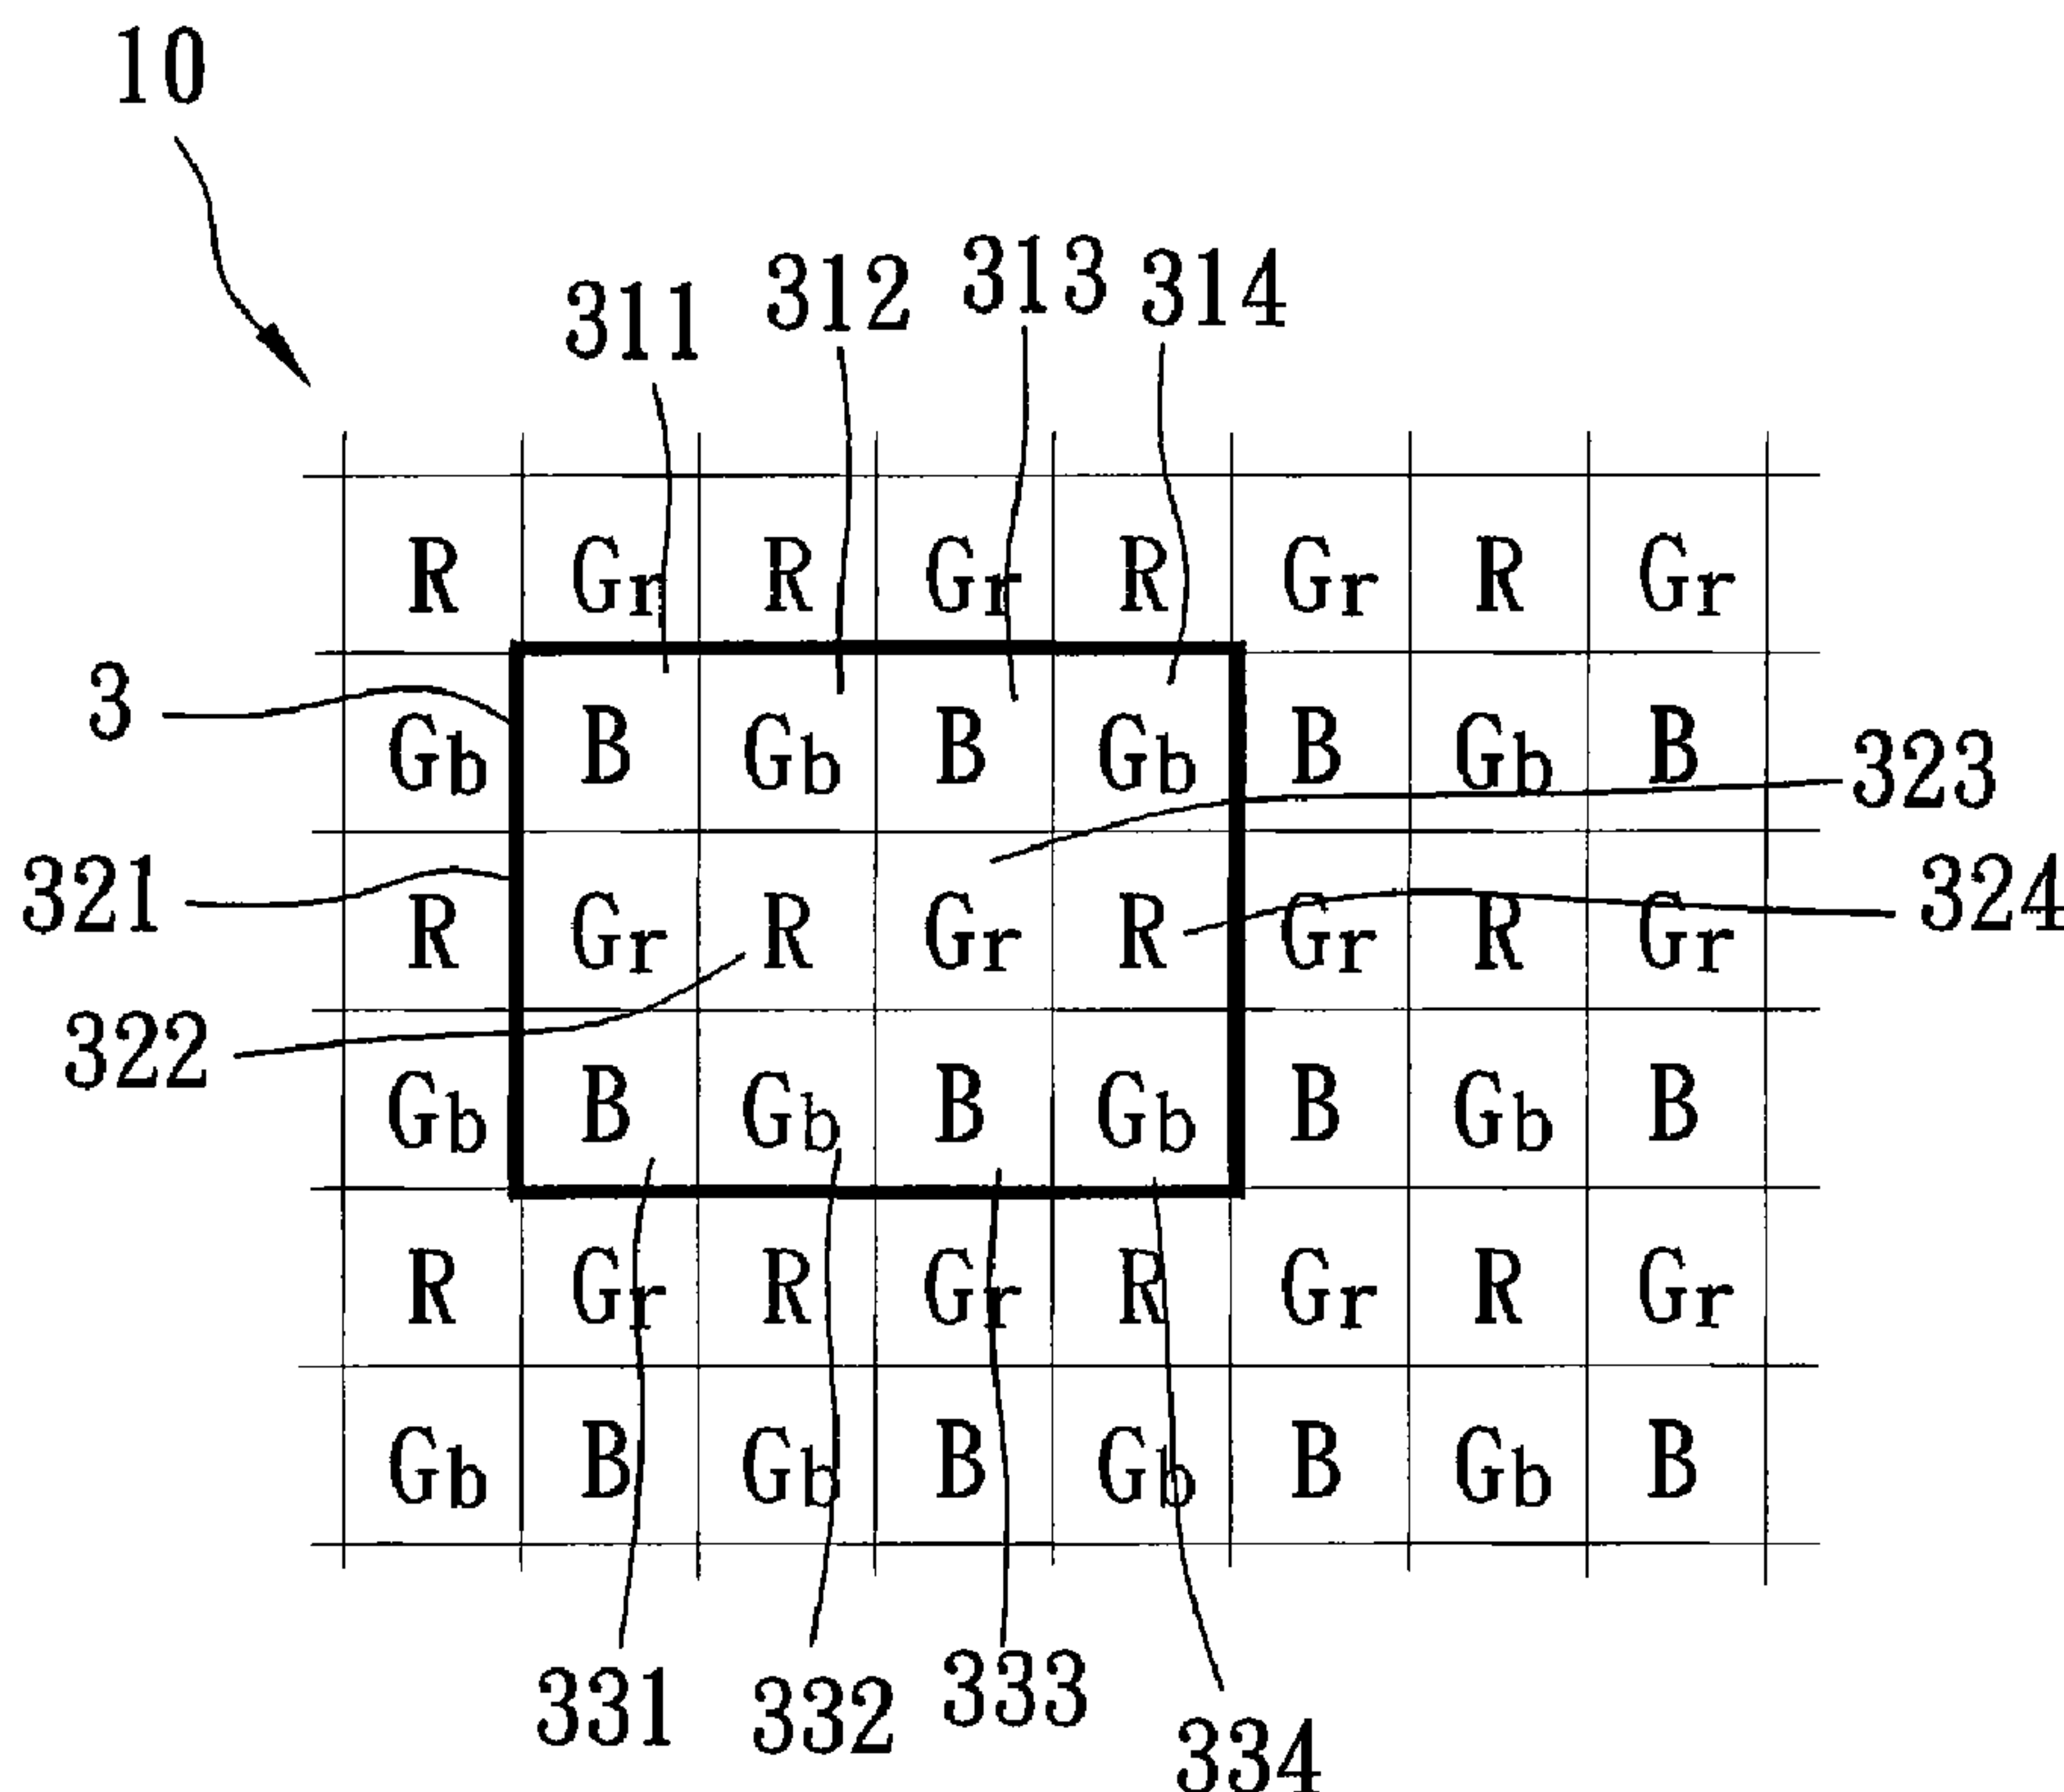 10
311 312 313 314
R Gr R Gr R Gr R Gr
3
Gb B Gb B Gb B Gb B
323
321
R Gr R Gr R Gr R Gr
324
322
Gb B Gb B Gb B Gb B
R Gr R Gr R Gr R Gr
Gb B Gb B Gb B Gb B
331 332 333 334